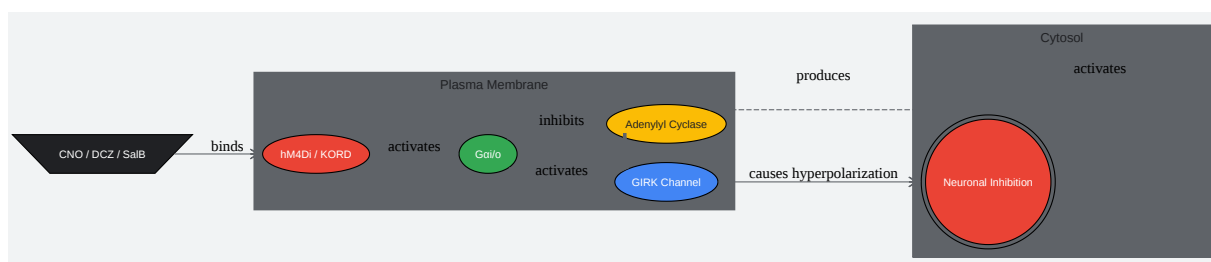 Cytosol
activates
produces
Plasma Membrane
inhibits
Adenylyl Cyclase
CNO / DCZ / SalB
binds
hM4Di / KORD
activates
Gαi/o
activates
GIRK Channel
causes hyperpolarization
Neuronal Inhibition